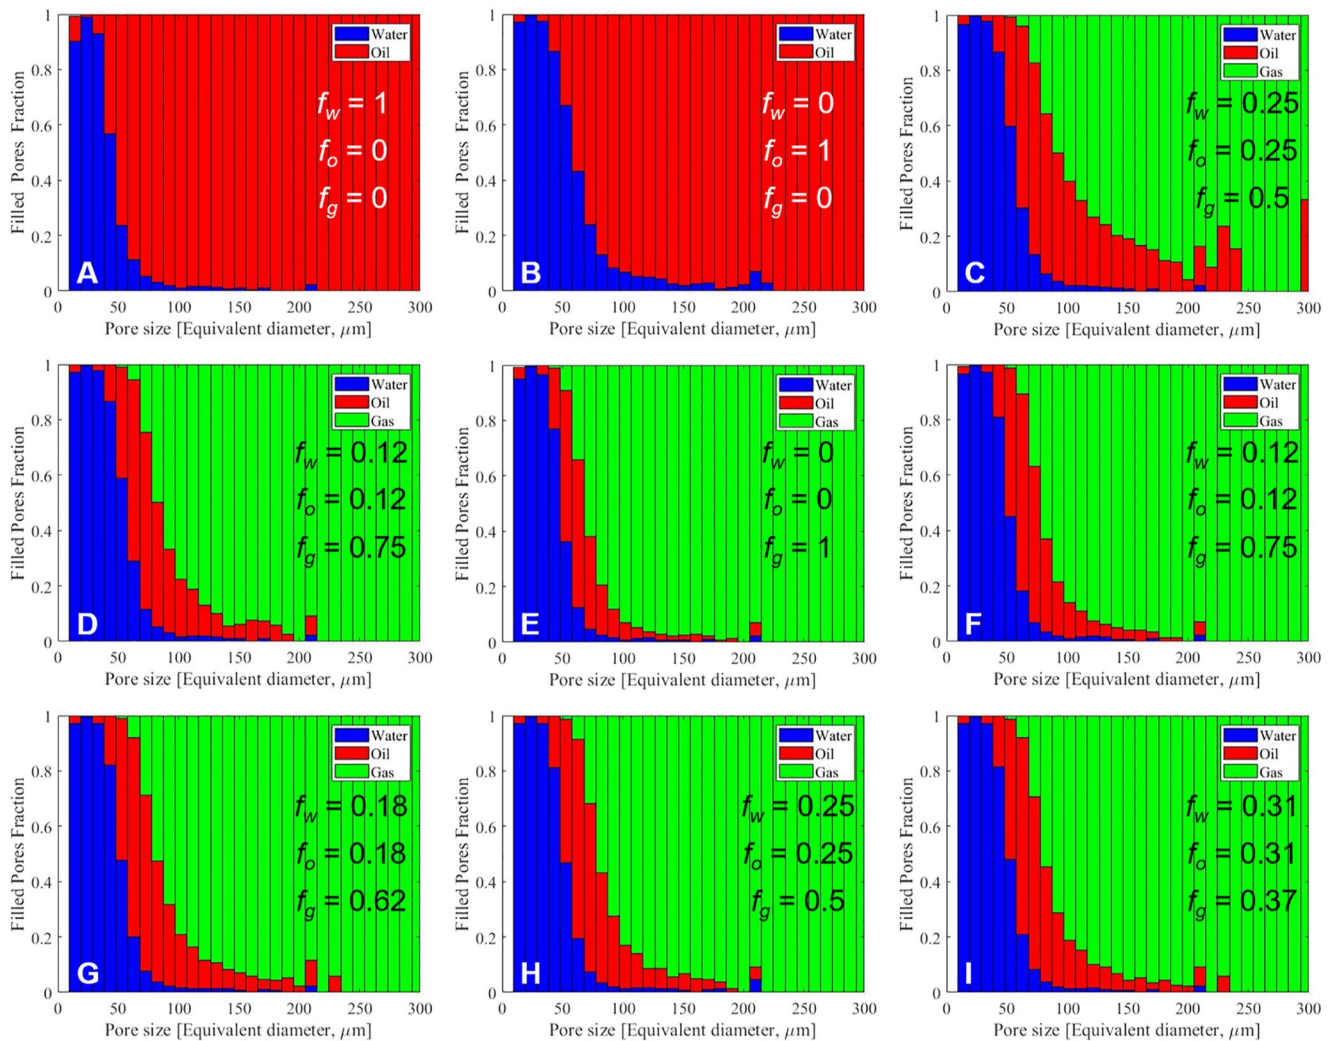 Filled Pores Fraction
1
0.8
0.6
0.4
0.2
0
Water
Oil
fw = 1
fo = 0
fg = 0
A
0 50 100 150 200 250 300
Pore size [Equivalent diameter, μm]
Filled Pores Fraction
1
0.8
0.6
0.4
0.2
0
Water
Oil
fw = 0
fo = 1
fg = 0
B
0 50 100 150 200 250 300
Pore size [Equivalent diameter, μm]
Filled Pores Fraction
1
0.8
0.6
0.4
0.2
0
Water
Oil
Gas
fw = 0.25
fo = 0.25
fg = 0.5
C
0 50 100 150 200 250 300
Pore size [Equivalent diameter, μm]
Filled Pores Fraction
1
0.8
0.6
0.4
0.2
0
Water
Oil
Gas
fw = 0.12
fo = 0.12
fg = 0.75
D
0 50 100 150 200 250 300
Pore size [Equivalent diameter, μm]
Filled Pores Fraction
1
0.8
0.6
0.4
0.2
0
Water
Oil
Gas
fw = 0
fo = 0
fg = 1
E
0 50 100 150 200 250 300
Pore size [Equivalent diameter, μm]
Filled Pores Fraction
1
0.8
0.6
0.4
0.2
0
Water
Oil
Gas
fw = 0.12
fo = 0.12
fg = 0.75
F
0 50 100 150 200 250 300
Pore size [Equivalent diameter, μm]
Filled Pores Fraction
1
0.8
0.6
0.4
0.2
0
Water
Oil
Gas
fw = 0.18
fo = 0.18
fg = 0.62
G
0 50 100 150 200 250 300
Pore size [Equivalent diameter, μm]
Filled Pores Fraction
1
0.8
0.6
0.4
0.2
0
Water
Oil
Gas
fw = 0.25
fo = 0.25
fg = 0.5
H
0 50 100 150 200 250 300
Pore size [Equivalent diameter, μm]
Filled Pores Fraction
1
0.8
0.6
0.4
0.2
0
Water
Oil
Gas
fw = 0.31
fo = 0.31
fg = 0.37
I
0 50 100 150 200 250 300
Pore size [Equivalent diameter, μm]